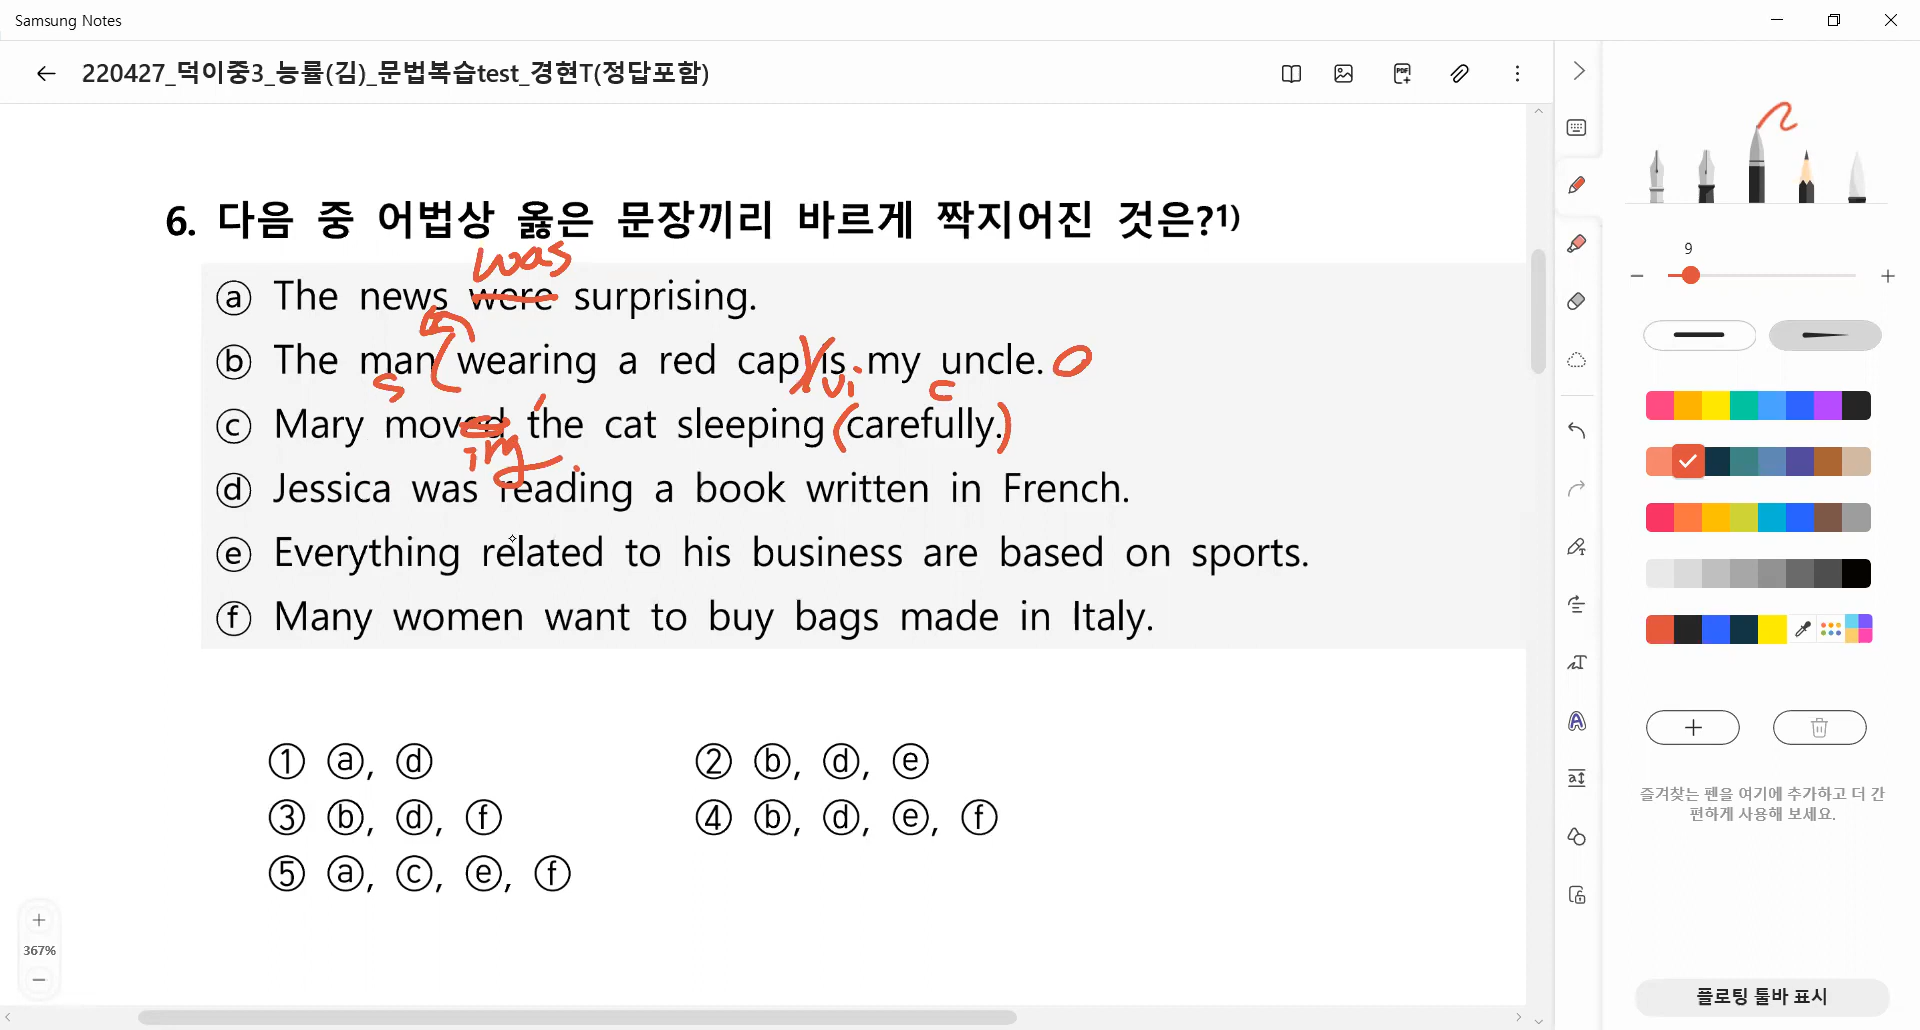 Samsung Notes
220427_덕이중3_능률(김)_문법복습test_경현T(정답포함)
PDF
6. 다음 중 어법상 옳은 문장끼리 바르게 짝지어진 것은?1)
was
ⓐ The news were surprising.
ⓑ The man wearing a red cap is my uncle. O
s vi c
ⓒ Mary moved the cat sleeping (carefully.)
ing
ⓓ Jessica was reading a book written in French.
ⓔ Everything related to his business are based on sports.
ⓕ Many women want to buy bags made in Italy.
① ⓐ, ⓓ ② ⓑ, ⓓ, ⓔ
③ ⓑ, ⓓ, ⓕ ④ ⓑ, ⓓ, ⓔ, ⓕ
⑤ ⓐ, ⓒ, ⓔ, ⓕ
367%
9
즐겨찾는 펜을 여기에 추가하고 더 간
편하게 사용해 보세요.
플로팅 툴바 표시